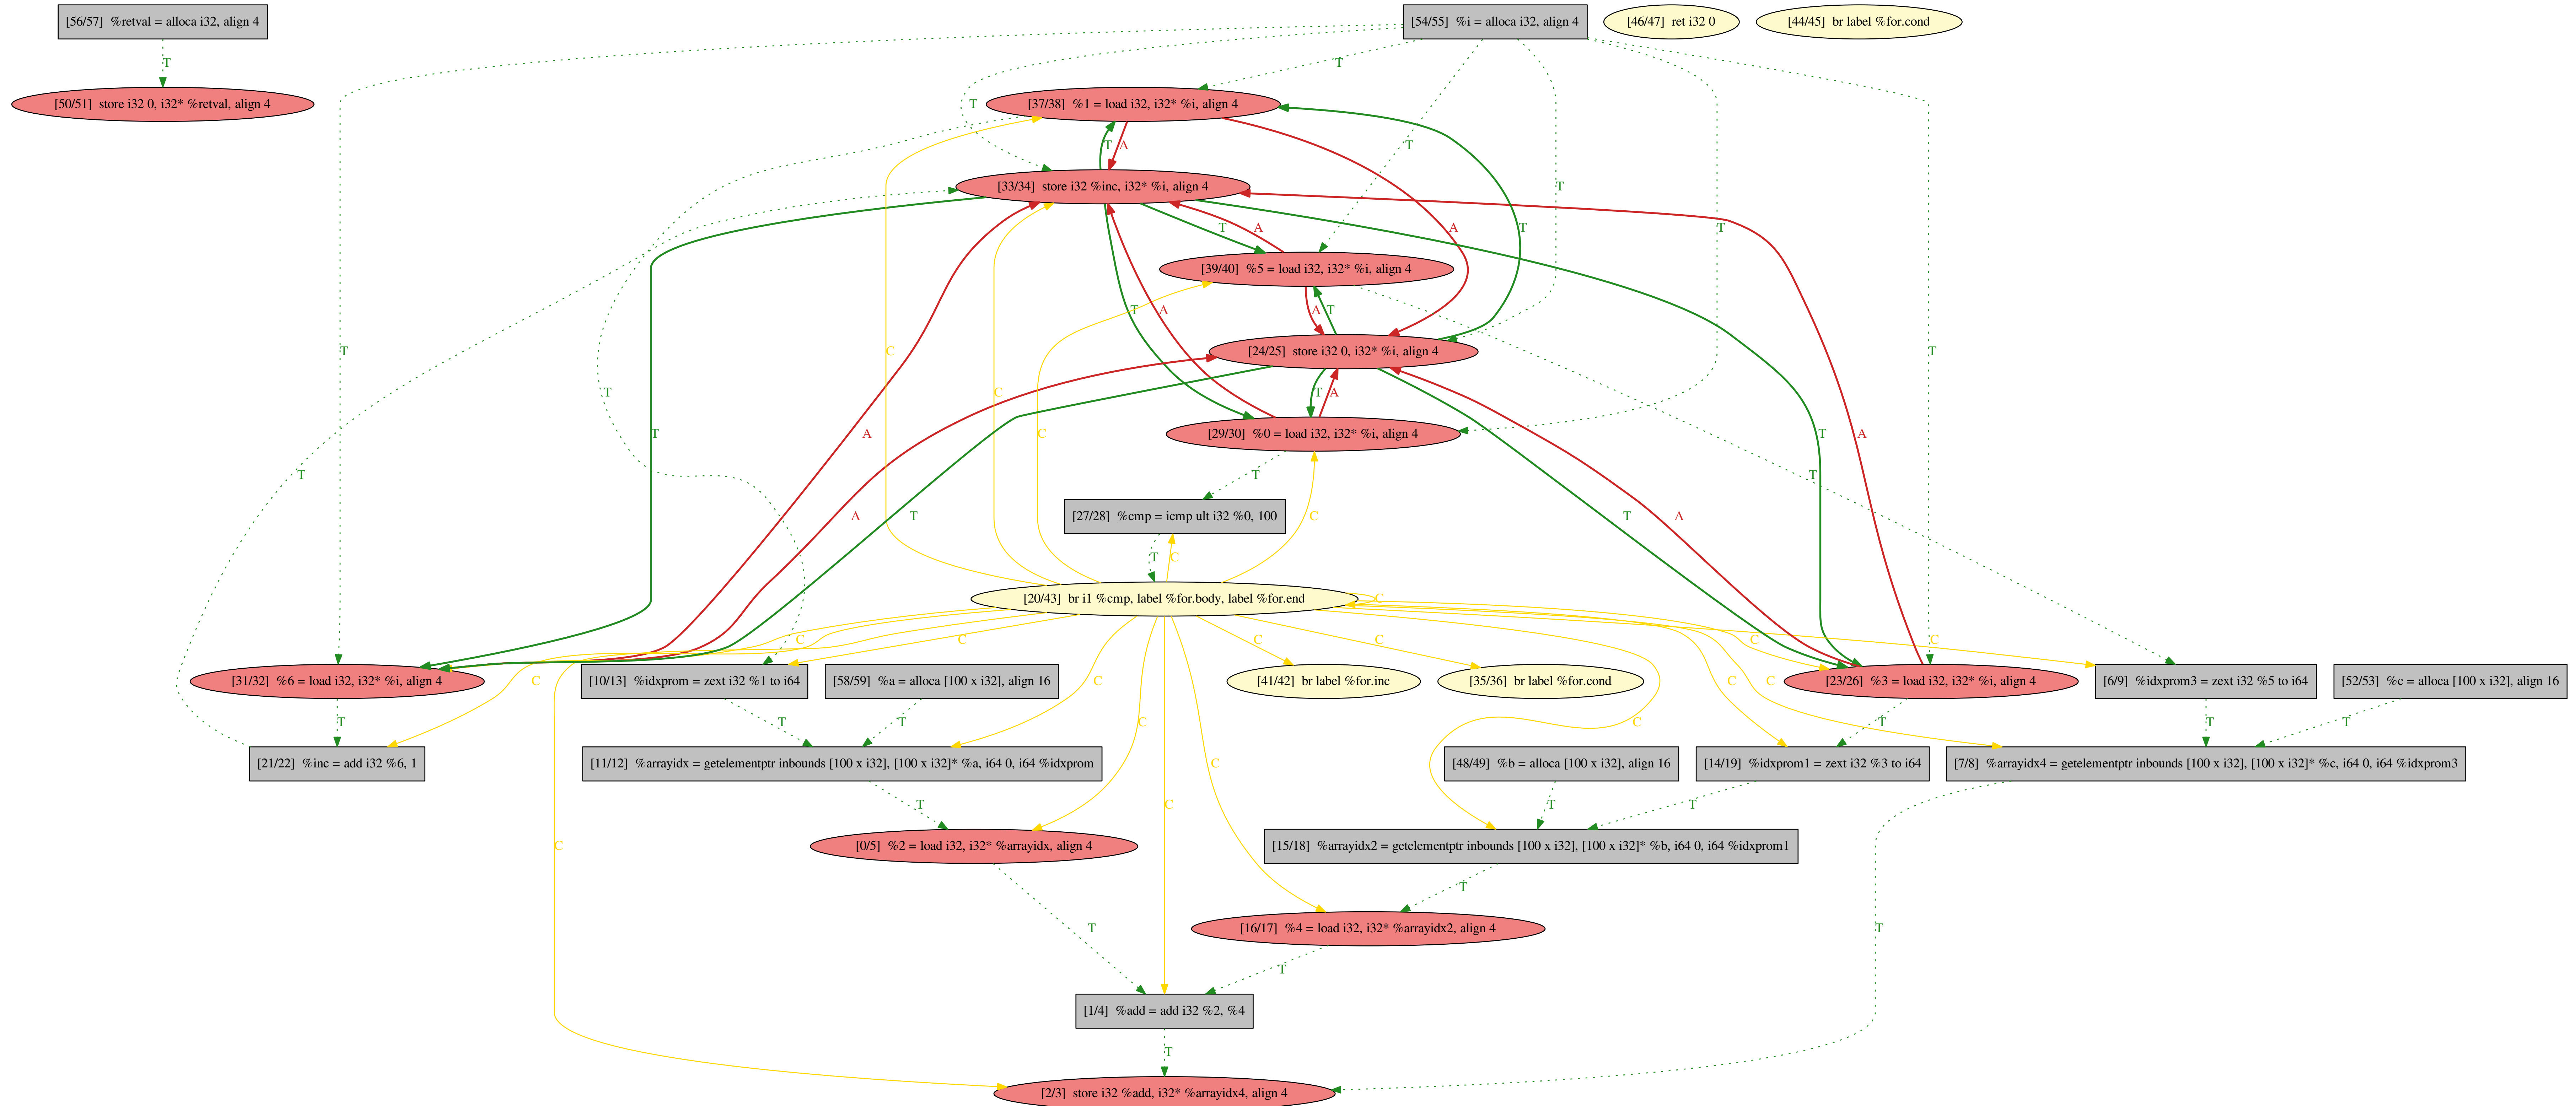 [56/57] %retval = alloca i32, align 4
[54/55] %i = alloca i32, align 4
[46/47] ret i32 0
[44/45] br label %for.cond
T
T
[50/51] store i32 0, i32* %retval, align 4
T
[37/38] %1 = load i32, i32* %i, align 4
T
A
T
[33/34] store i32 %inc, i32* %i, align 4
T
T
A
A
T
T
[39/40] %5 = load i32, i32* %i, align 4
T
A
A
T
T
C
[24/25] store i32 0, i32* %i, align 4
T
T
C
T
A
[29/30] %0 = load i32, i32* %i, align 4
A
T
C
T
A
T
T
T
A
T
C
T
A
[27/28] %cmp = icmp ult i32 %0, 100
T
C
[20/43] br i1 %cmp, label %for.body, label %for.end
C
C
C
C
C
C
C
[31/32] %6 = load i32, i32* %i, align 4
[10/13] %idxprom = zext i32 %1 to i64
[58/59] %a = alloca [100 x i32], align 16
[41/42] br label %for.inc
[35/36] br label %for.cond
[23/26] %3 = load i32, i32* %i, align 4
[6/9] %idxprom3 = zext i32 %5 to i64
[52/53] %c = alloca [100 x i32], align 16
C
C
C
C
T
T
T
C
C
T
T
T
[21/22] %inc = add i32 %6, 1
[11/12] %arrayidx = getelementptr inbounds [100 x i32], [100 x i32]* %a, i64 0, i64 %idxprom
[48/49] %b = alloca [100 x i32], align 16
[14/19] %idxprom1 = zext i32 %3 to i64
[7/8] %arrayidx4 = getelementptr inbounds [100 x i32], [100 x i32]* %c, i64 0, i64 %idxprom3
C
T
C
T
T
[0/5] %2 = load i32, i32* %arrayidx, align 4
[15/18] %arrayidx2 = getelementptr inbounds [100 x i32], [100 x i32]* %b, i64 0, i64 %idxprom1
C
T
[16/17] %4 = load i32, i32* %arrayidx2, align 4
T
T
T
[1/4] %add = add i32 %2, %4
T
[2/3] store i32 %add, i32* %arrayidx4, align 4